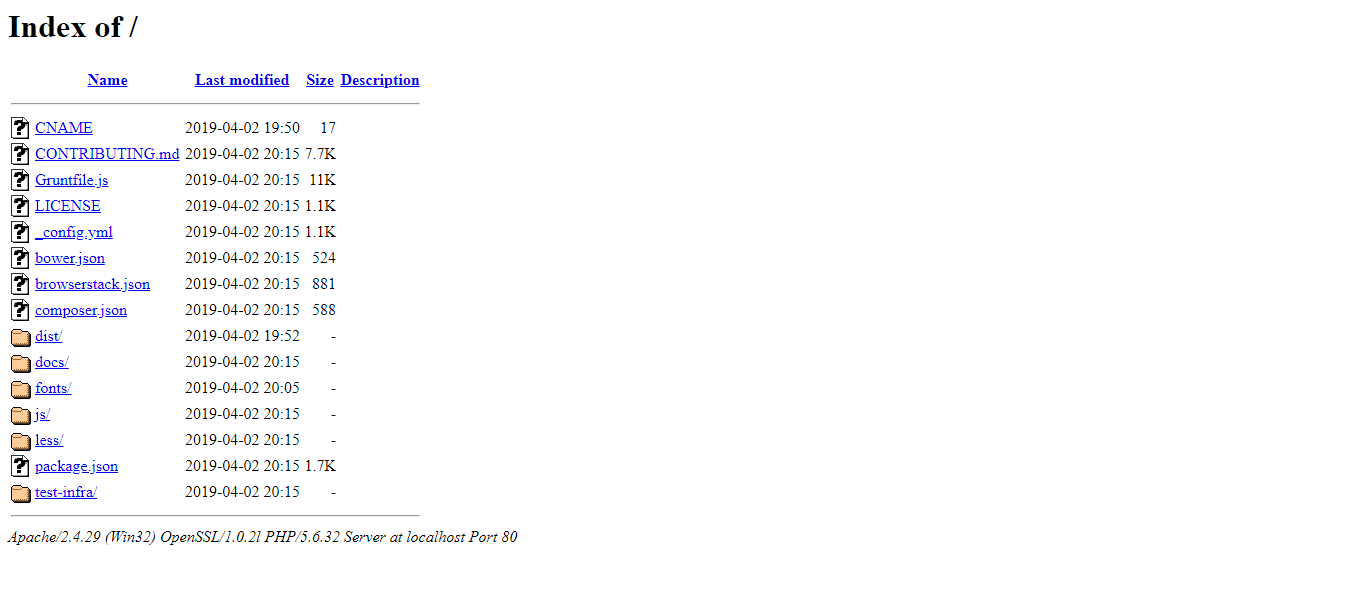 Index of /
Name Last modified Size Description
CNAME 2019-04-02 19:50 17
CONTRIBUTING.md 2019-04-02 20:15 7.7K
Gruntfile.js 2019-04-02 20:15 11K
LICENSE 2019-04-02 20:15 1.1K
_config.yml 2019-04-02 20:15 1.1K
bower.json 2019-04-02 20:15 524
browserstack.json 2019-04-02 20:15 881
composer.json 2019-04-02 20:15 588
dist/ 2019-04-02 19:52 -
docs/ 2019-04-02 20:15 -
fonts/ 2019-04-02 20:05 -
js/ 2019-04-02 20:15 -
less/ 2019-04-02 20:15 -
package.json 2019-04-02 20:15 1.7K
test-infra/ 2019-04-02 20:15 -
Apache/2.4.29 (Win32) OpenSSL/1.0.2l PHP/5.6.32 Server at localhost Port 80